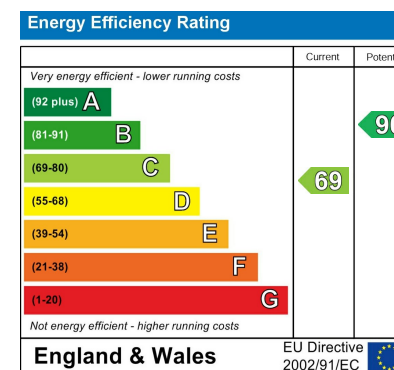 Energy Efficiency Rating
Current
Very energy efficient - lower running costs
(92 plus) A
(81-91) B
(69-80) C
69
(55-68) D
(39-54) E
(21-38) F
(1-20) G
Not energy efficient - higher running costs
England & Wales
EU Directive
2002/91/EC